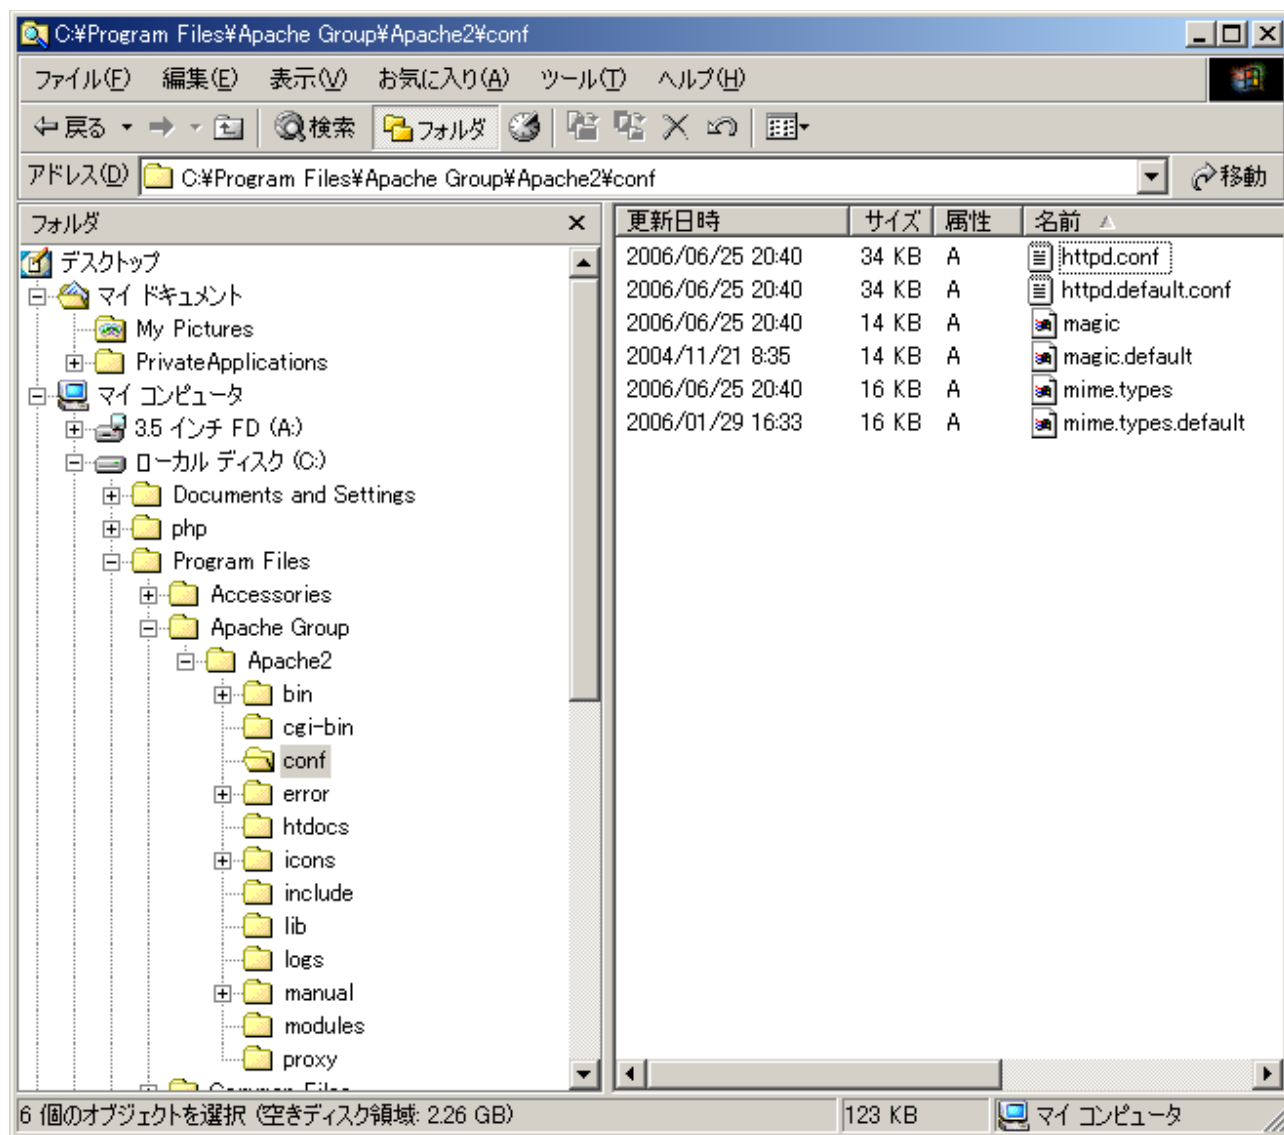 C:¥Program Files¥Apache Group¥Apache2¥conf
ファイル(F) 編集(E) 表示(V) お気に入り(A) ツール(T) ヘルプ(H)
戻る 検索 フォルダ
アドレス(D) C:¥Program Files¥Apache Group¥Apache2¥conf 移動
フォルダ
デスクトップ
マイ ドキュメント
My Pictures
PrivateApplications
マイ コンピュータ
3.5 インチ FD (A:)
ローカル ディスク (C:)
Documents and Settings
php
Program Files
Accessories
Apache Group
Apache2
bin
cgi-bin
conf
error
htdocs
icons
include
lib
logs
manual
modules
proxy
Common Files
更新日時 サイズ 属性 名前
2006/06/25 20:40 34 KB A httpd.conf
2006/06/25 20:40 34 KB A httpd.default.conf
2006/06/25 20:40 14 KB A magic
2004/11/21 8:35 14 KB A magic.default
2006/06/25 20:40 16 KB A mime.types
2006/01/29 16:33 16 KB A mime.types.default
6 個のオブジェクトを選択 (空きディスク領域: 2.26 GB) 123 KB マイ コンピュータ